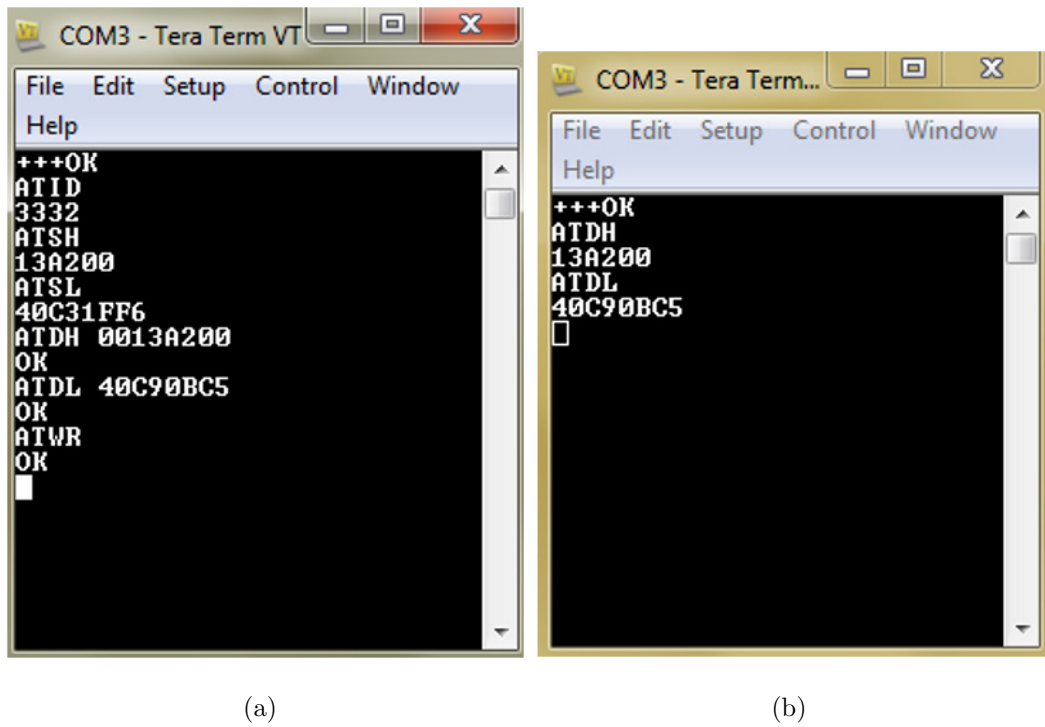 COM3 - Tera Term VT
File Edit Setup Control Window
Help
+++OK
ATID
3332
ATSH
13A200
ATSL
40C31FF6
ATDH 0013A200
OK
ATDL 40C90BC5
OK
ATWR
OK
(a)
COM3 - Tera Term...
File Edit Setup Control Window
Help
+++OK
ATDH
13A200
ATDL
40C90BC5
(b)